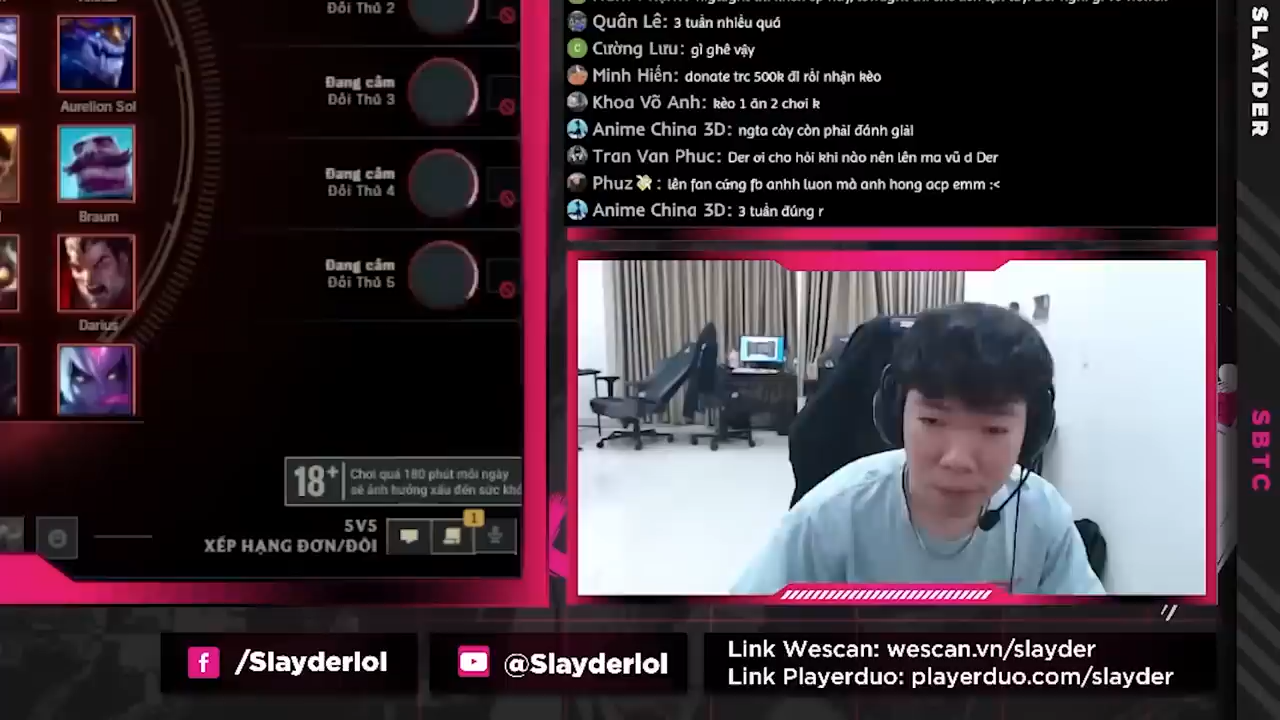 Đối Thủ 2
Aurelion Sol
Đang cấm
Đối Thủ 3
Braum
Đang cấm
Đối Thủ 4
Darius
Đang cấm
Đối Thủ 5
18+
Chơi quá 180 phút mỗi ngày
sẽ ảnh hưởng xấu đến sức
5V5
XẾP HẠNG ĐƠN/ĐÔI
1
Quân Lê: 3 tuần nhiều quá
Cường Lưu: gì ghê vậy
C
Minh Hiến: donate trc 500k đi rồi nhận kèo
Khoa Võ Anh: kèo 1 ăn 2 chơi k
Anime China 3D: ngta cày còn phải đánh giải
Tran Van Phuc: Der ơi cho hỏi khi nào nên lên ma vũ d Der
Phuz : lên fan cứng fb anhh luon mà anh hong acp emm :<
Anime China 3D: 3 tuần đúng r
SLAYDER
SBTC
f /Slayderlol
@Slayderlol
Link Wescan: wescan.vn/slayder
Link Playerduo: playerduo.com/slayder